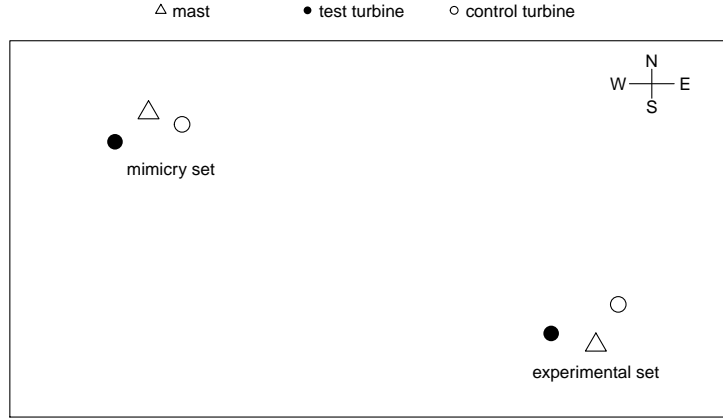 mast test turbine control turbine
N
W E
S
mimicry set
experimental set